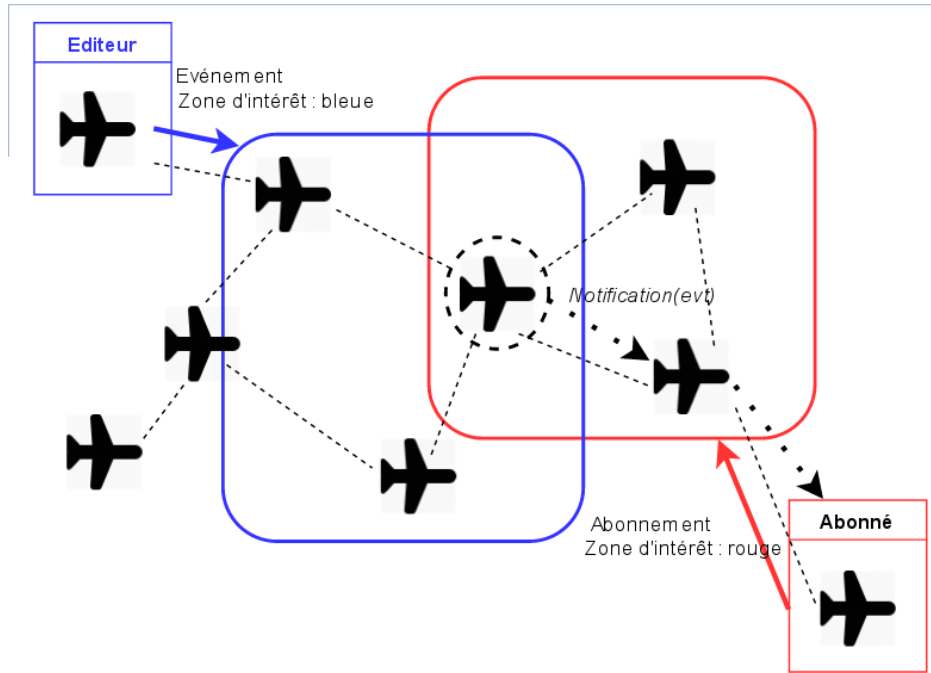 Editeur
Evénement
Zone d'intérêt : bleue
Notification(evt)
Abonnement
Zone d'intérêt : rouge
Abonné